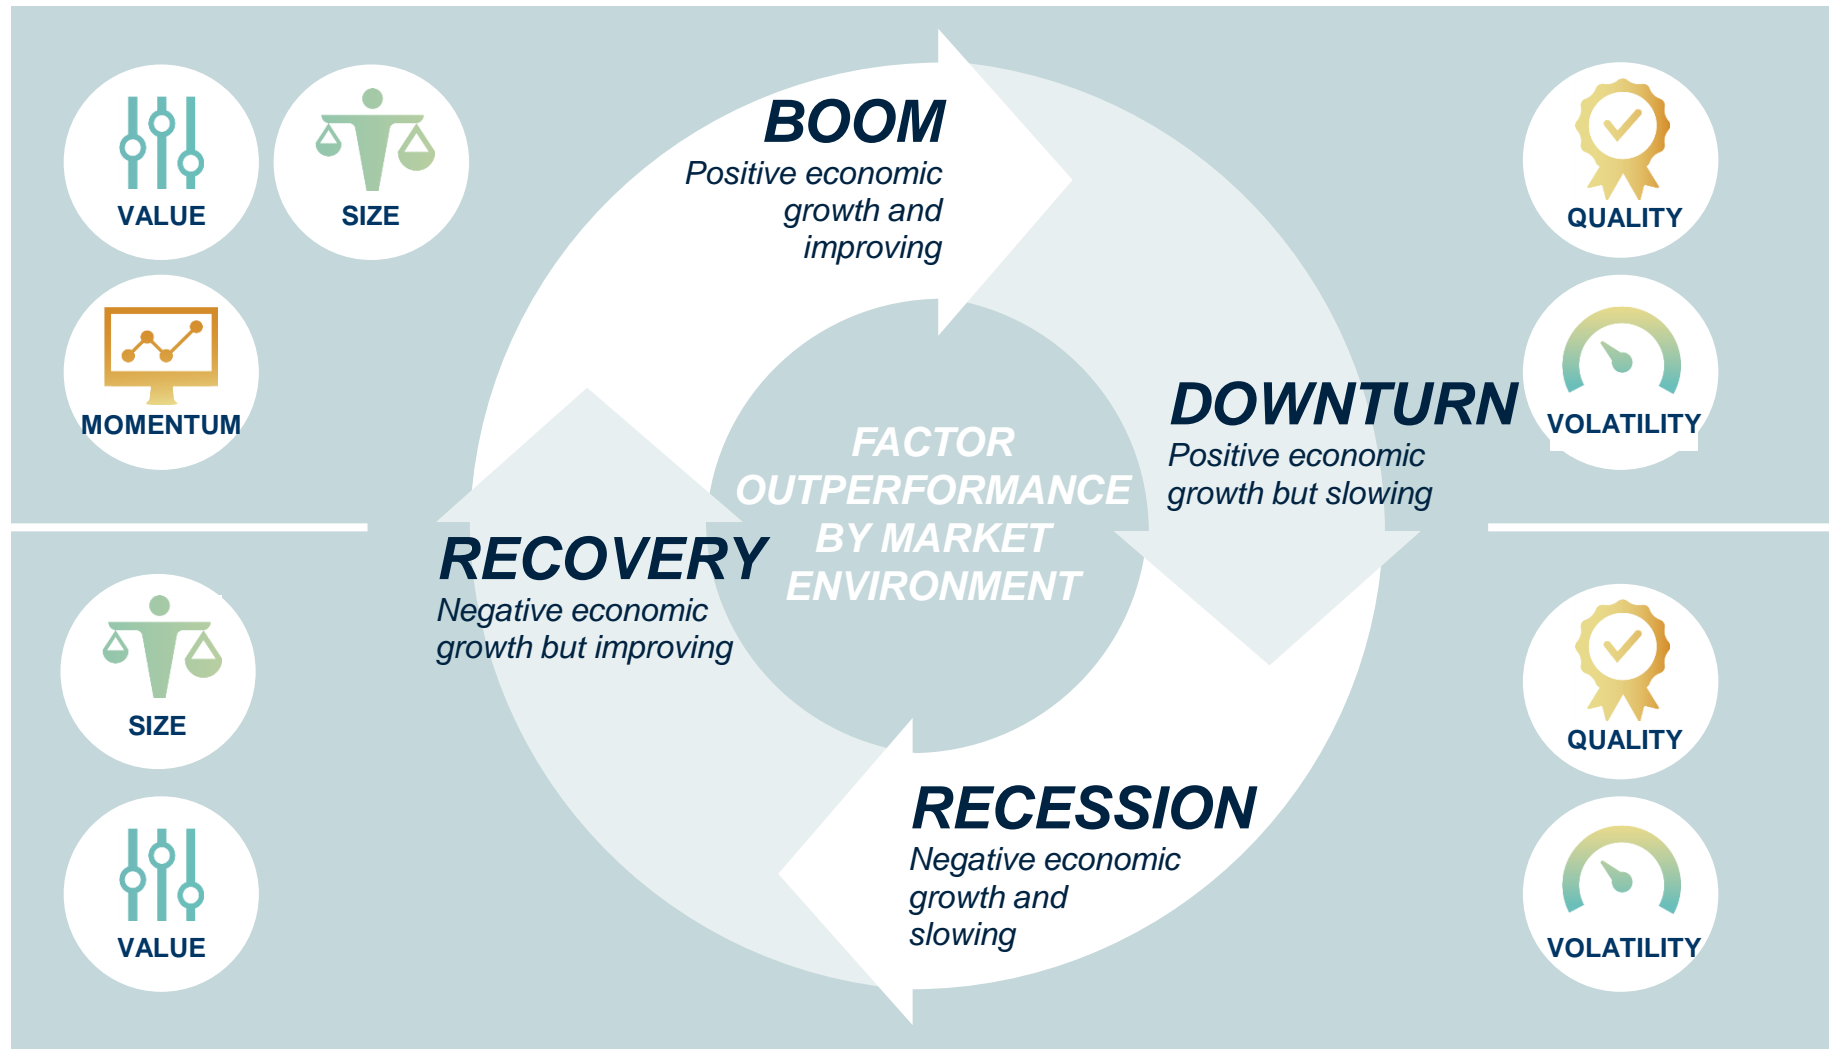 VALUE
SIZE
MOMENTUM
BOOM
Positive economic
growth and
improving
QUALITY
VOLATILITY
DOWNTURN
Positive economic
growth but slowing
FACTOR
OUTPERFORMANCE
BY MARKET
ENVIRONMENT
RECOVERY
Negative economic
growth but improving
SIZE
VALUE
RECESSION
Negative economic
growth and
slowing
QUALITY
VOLATILITY